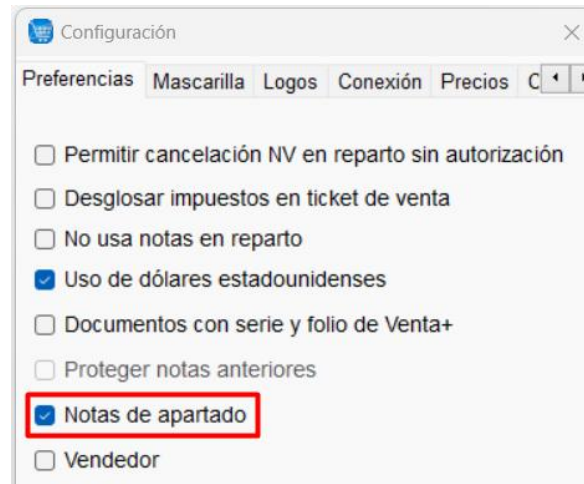 Configuración
Preferencias Mascarilla Logos Conexión Precios
Permitir cancelación NV en reparto sin autorización
Desglosar impuestos en ticket de venta
No usa notas en reparto
Uso de dólares estadounidenses
Documentos con serie y folio de Venta+
Proteger notas anteriores
Notas de apartado
Vendedor